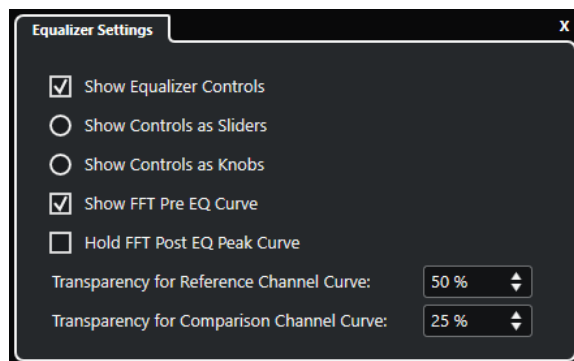 Equalizer Settings X
Show Equalizer Controls
Show Controls as Sliders
Show Controls as Knobs
Show FFT Pre EQ Curve
Hold FFT Post EQ Peak Curve
Transparency for Reference Channel Curve: 50 %
Transparency for Comparison Channel Curve: 25 %